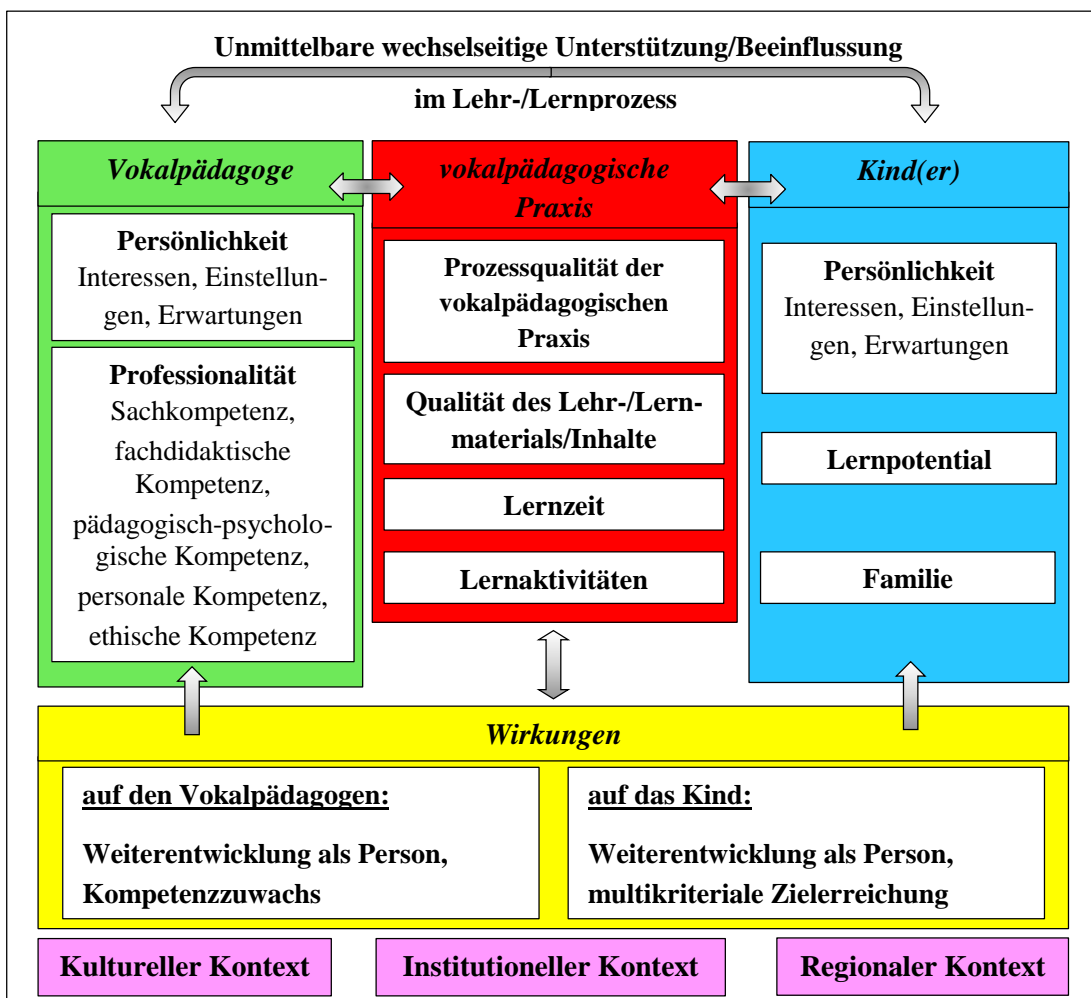 Unmittelbare wechselseitige Unterstützung/Beeinflussung
im Lehr-/Lernprozess
Vokalpädagoge
Persönlichkeit
Interessen, Einstellun-
gen, Erwartungen
Professionalität
Sachkompetenz,
fachdidaktische
Kompetenz,
pädagogisch-psycholo-
gische Kompetenz,
personale Kompetenz,
ethische Kompetenz
vokalpädagogische
Praxis
Prozessqualität der
vokalpädagogischen
Praxis
Qualität des Lehr-/Lern-
materials/Inhalte
Lernzeit
Lernaktivitäten
Kind(er)
Persönlichkeit
Interessen, Einstellun-
gen, Erwartungen
Lernpotential
Familie
Wirkungen
auf den Vokalpädagogen:
Weiterentwicklung als Person,
Kompetenzzuwachs
auf das Kind:
Weiterentwicklung als Person,
multikriteriale Zielerreichung
Kultureller Kontext
Institutioneller Kontext
Regionaler Kontext